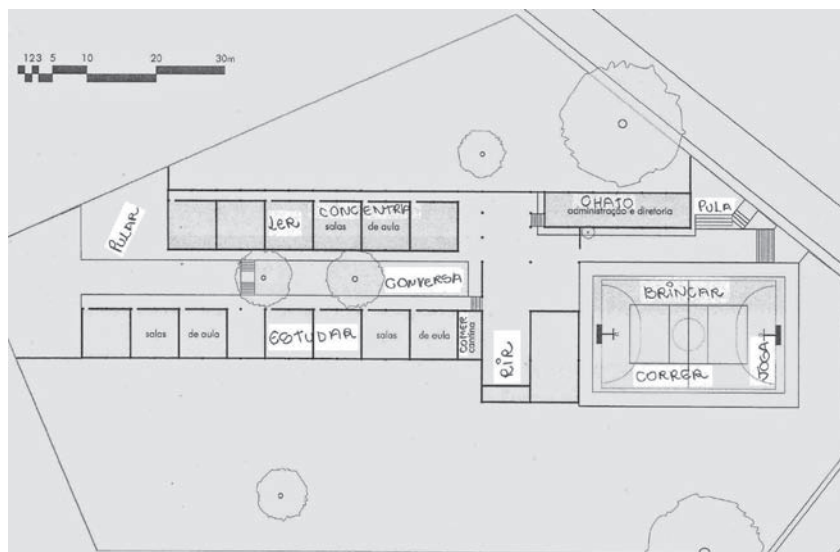 123 5 10 20 30m
CHATO
administração e diretoria
PULA
PULAR
LER
CONCENTRIA
salas
de aula
CONVERSA
BRINCAR
salas
de aula
ESTUDAR
salas
de aula
COMER
cantina
RIR
CORRER
JOGA